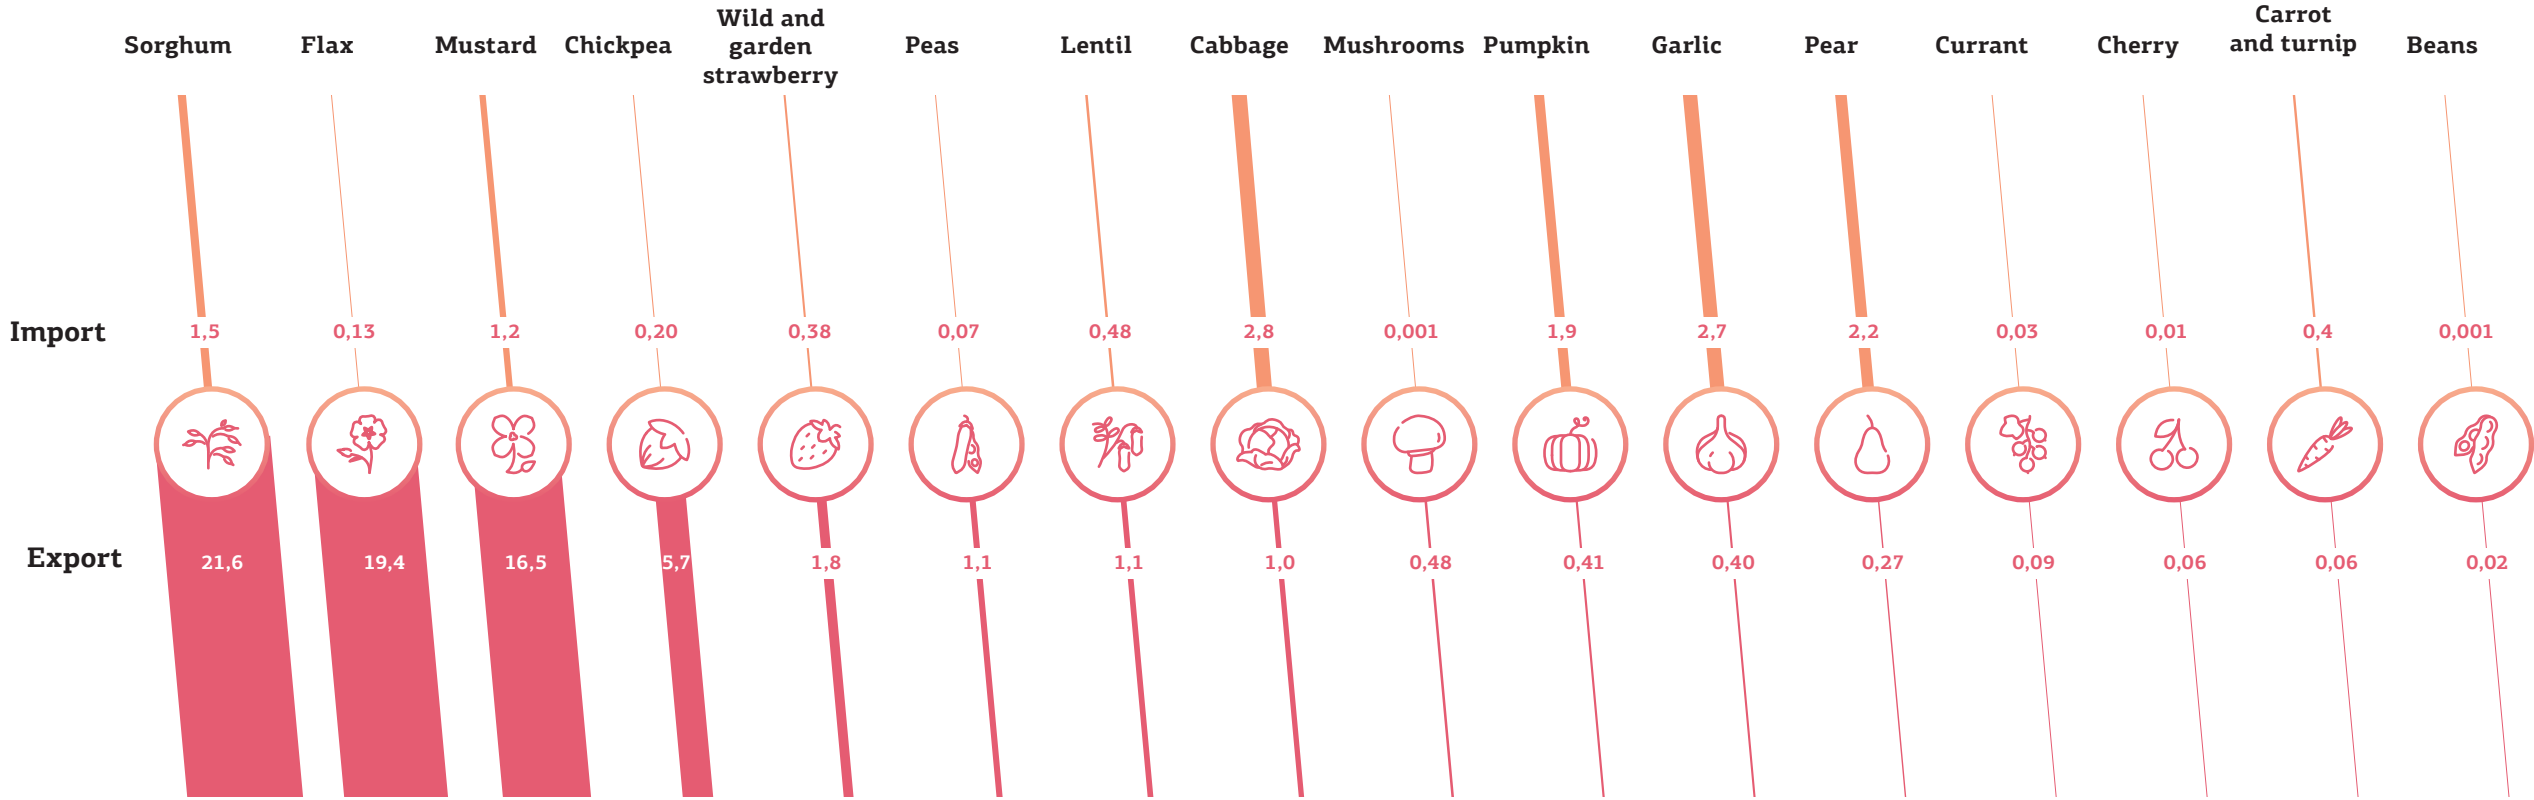 Sorghum
Flax
Mustard
Chickpea
Wild and
garden
strawberry
Peas
Lentil
Cabbage
Mushrooms
Pumpkin
Garlic
Pear
Currant
Cherry
Carrot
and turnip
Beans
Import
1,5
0,13
1,2
0,20
0,38
0,07
0,48
2,8
0,001
1,9
2,7
2,2
0,03
0,01
0,4
0,001
Export
21,6
19,4
16,5
5,7
1,8
1,1
1,1
1,0
0,48
0,41
0,40
0,27
0,09
0,06
0,06
0,02